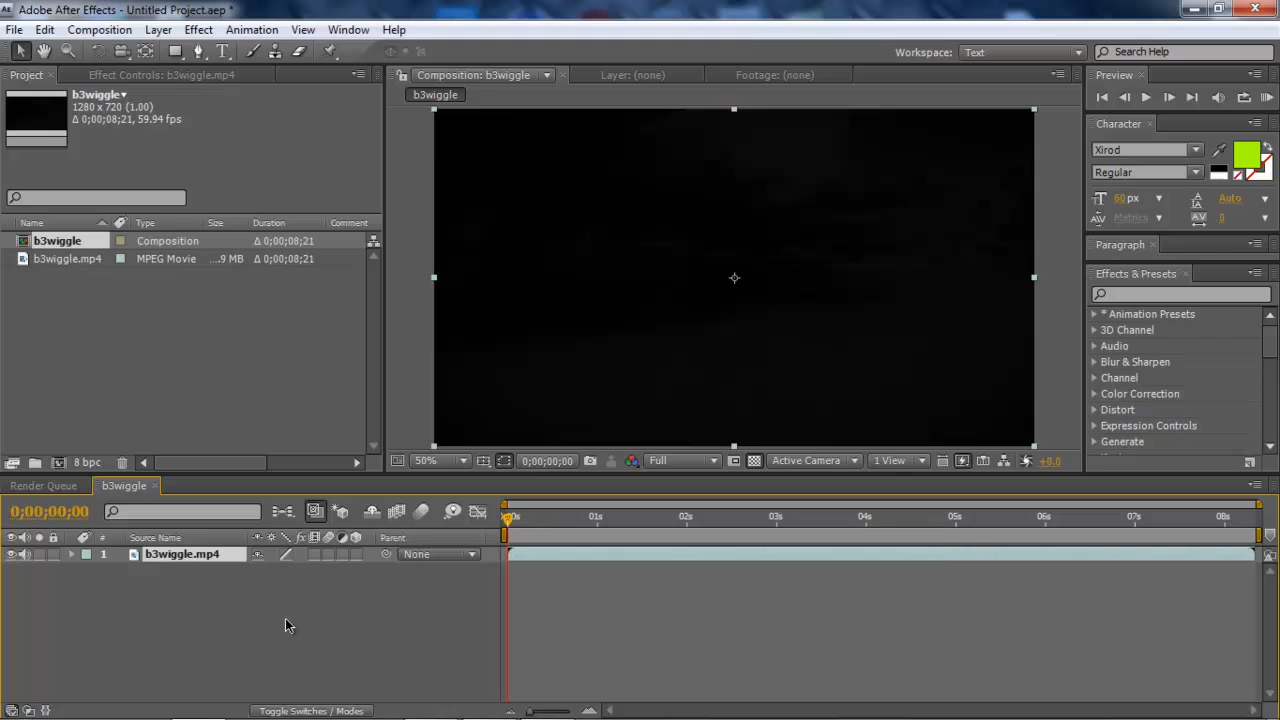 Adobe After Effects - Untitled Project.aep *
File Edit Composition Layer Effect Animation View Window Help
Workspace: Text Search Help
Project Effect Controls: b3wiggle.mp4
Composition: b3wiggle Layer: (none) Footage: (none)
Preview
b3wiggle
1280 x 720 (1.00)
Δ 0;00;08;21, 59.94 fps
b3wiggle
Character
Xirod
Regular
60 px Auto
Metrics 0
Paragraph
Effects & Presets
Name Type Size Duration Comment
b3wiggle Composition Δ 0;00;08;21
b3wiggle.mp4 MPEG Movie ....9 MB Δ 0;00;08;21
* Animation Presets
3D Channel
Audio
Blur & Sharpen
Channel
Color Correction
Distort
Expression Controls
Generate
8 bpc
50% 0;00;00;00 Full Active Camera 1 View +0.0
Render Queue b3wiggle
0;00;00;00
01s 02s 03s 04s 05s 06s 07s 08s
# Source Name Parent
1 b3wiggle.mp4 None
Toggle Switches / Modes